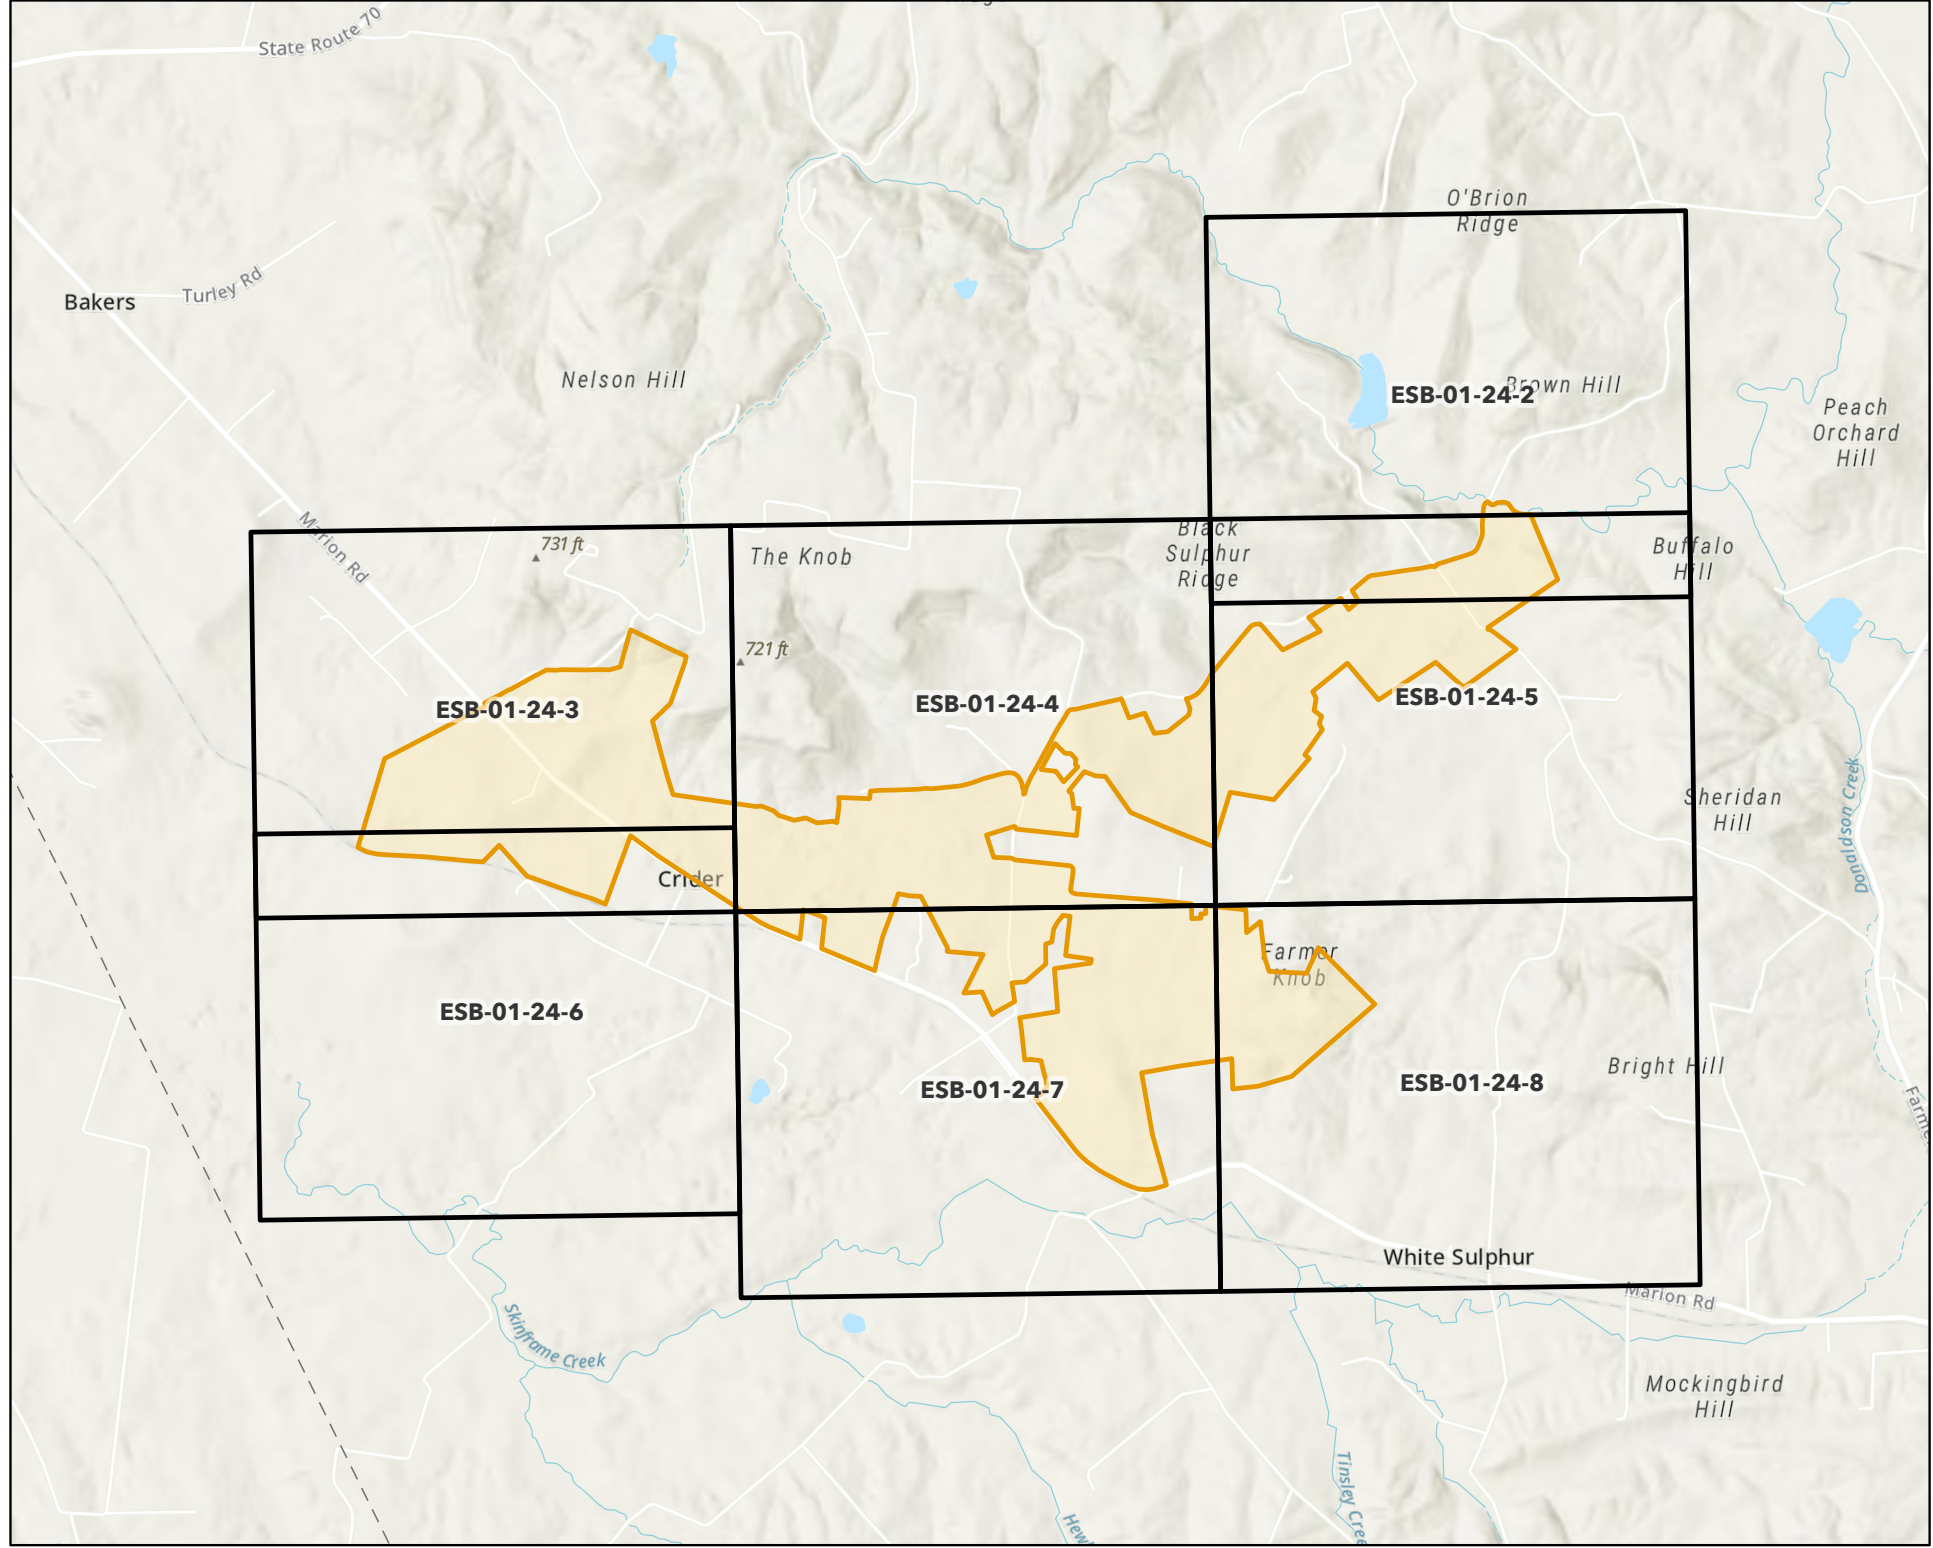 State Route 70
O'Brion
Ridge
Turley Rd
Bakers
Nelson Hill
Brown Hill
ESB-01-24-2
Peach
Orchard
Hill
Marion Rd
731 ft
The Knob
Black
Sulphur
Ridge
Buffalo
Hill
721 ft
ESB-01-24-3
ESB-01-24-4
ESB-01-24-5
Sheridan
Hill
Donaldson Creek
Crider
Farmer
Knob
ESB-01-24-6
ESB-01-24-7
ESB-01-24-8
Bright Hill
White Sulphur
Marion Rd
Skinframe Creek
Mockingbird
Hill